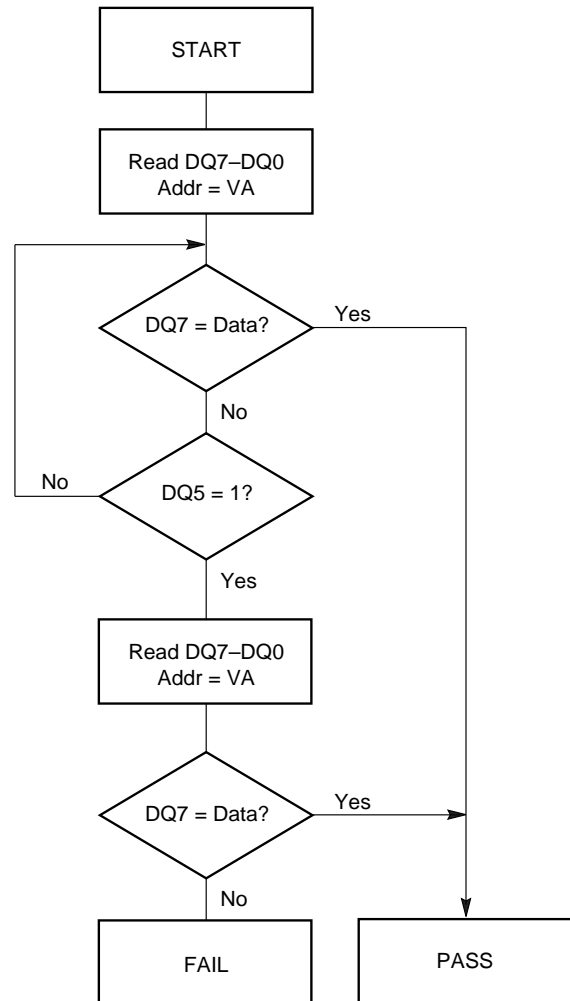 START
Read DQ7–DQ0
Addr = VA
DQ7 = Data?
Yes
No
No
DQ5 = 1?
Yes
Read DQ7–DQ0
Addr = VA
DQ7 = Data?
Yes
No
FAIL
PASS